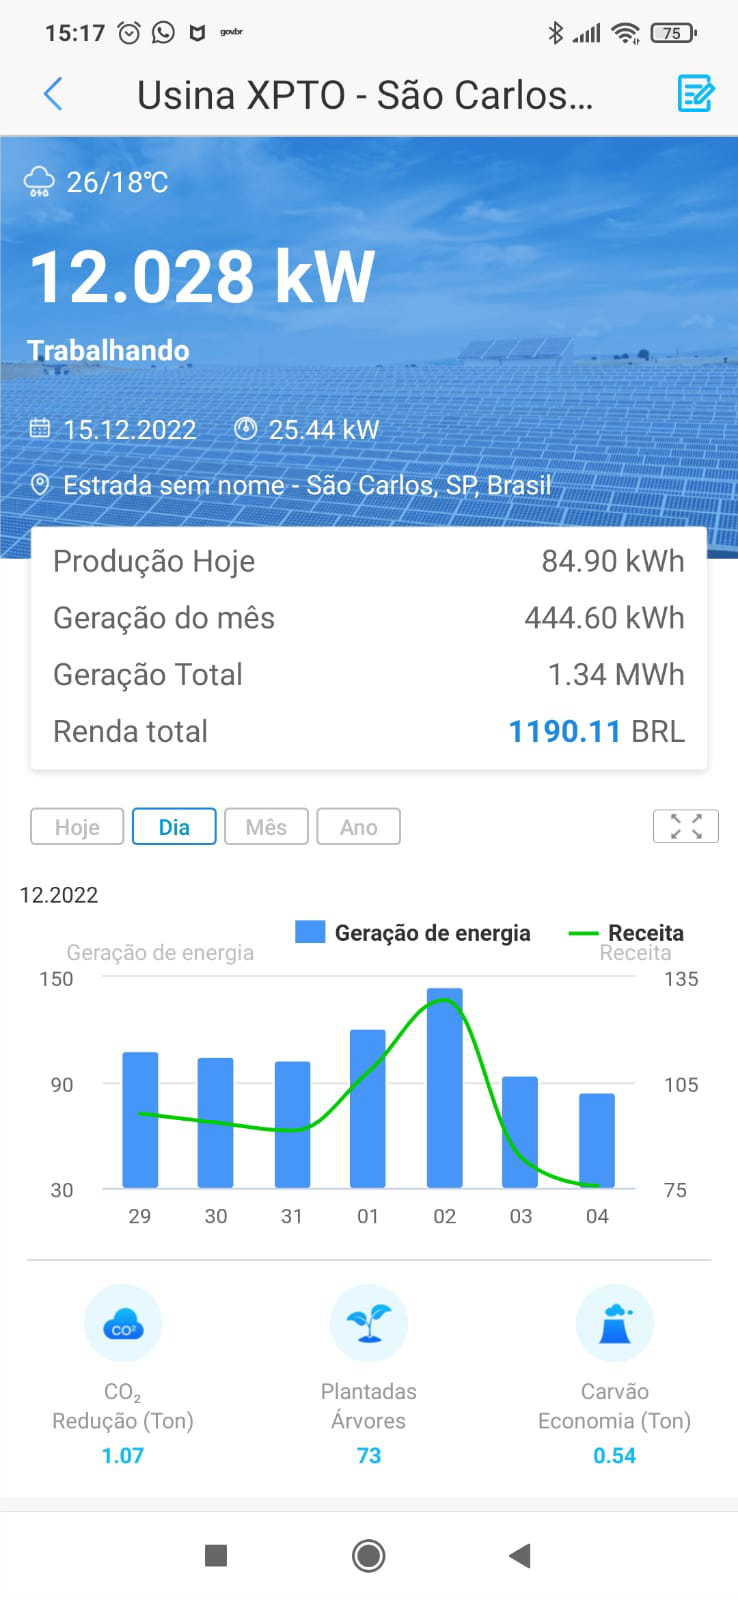 15:17 govbr 75
Usina XPTO - São Carlos...
26/18℃
12.028 kW
Trabalhando
15.12.2022 25.44 kW
Estrada sem nome - São Carlos, SP, Brasil
Produção Hoje 84.90 kWh
Geração do mês 444.60 kWh
Geração Total 1.34 MWh
Renda total 1190.11 BRL
Hoje Dia Mês Ano
12.2022
Geração de energia Receita
Geração de energia Receita
150 135
90 105
30 75
29 30 31 01 02 03 04
CO²
CO₂ Plantadas Carvão
Redução (Ton) Árvores Economia (Ton)
1.07 73 0.54